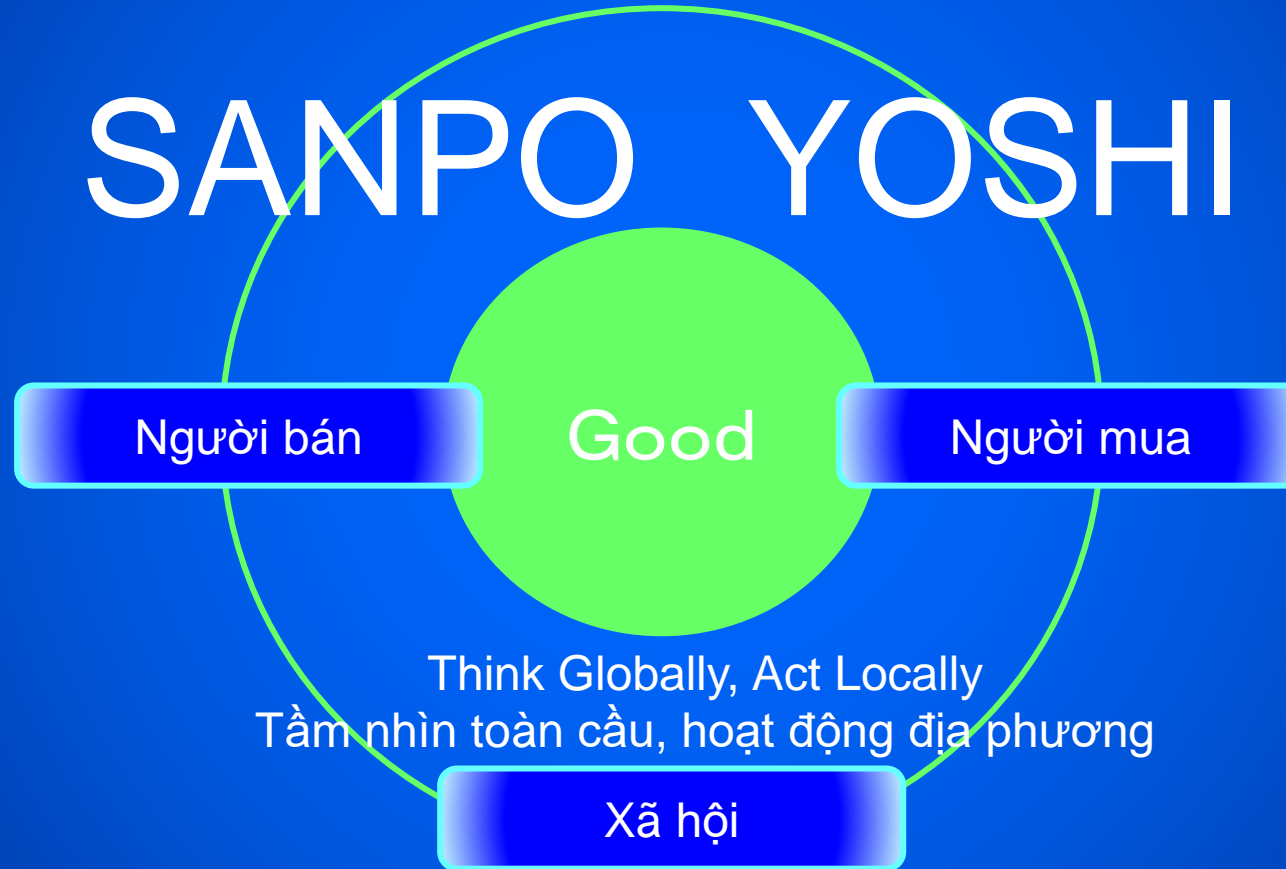 SANPO YOSHI
Người bán
Good
Người mua
Think Globally, Act Locally
Tầm nhìn toàn cầu, hoạt động địa phương
Xã hội